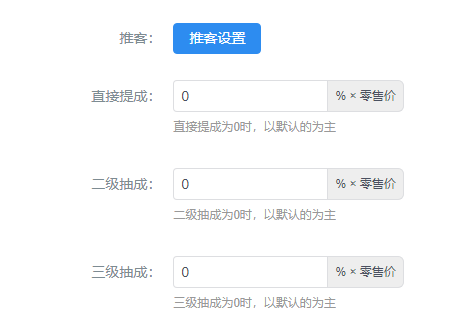 推客： 推客设置
直接提成： 0 % × 零售价
直接提成为0时，以默认的为主
二级抽成： 0 % × 零售价
二级抽成为0时，以默认的为主
三级抽成： 0 % × 零售价
三级抽成为0时，以默认的为主